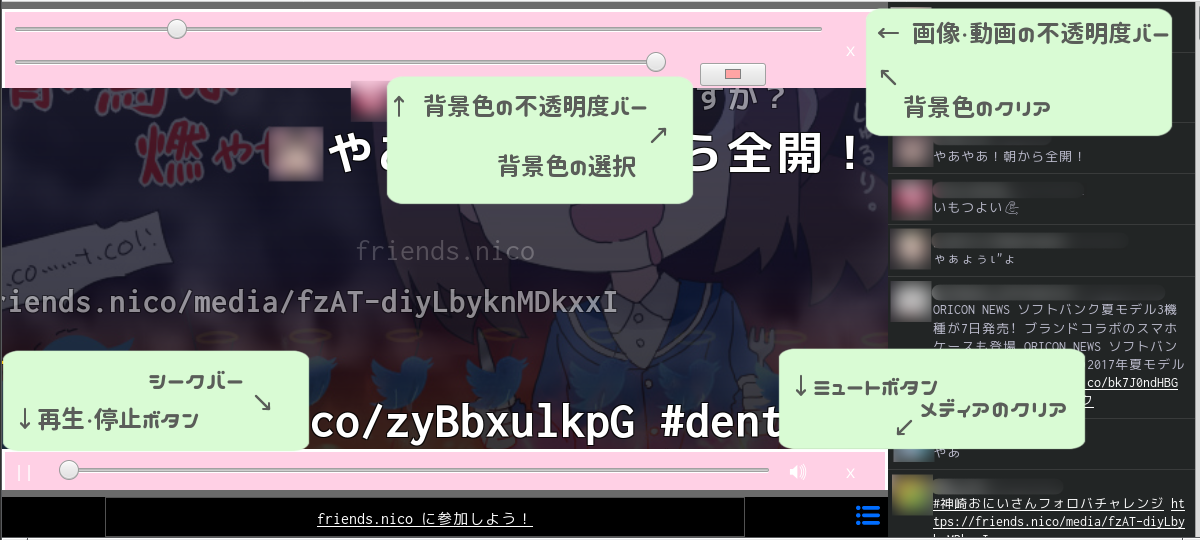 x
← 画像·動画の不透明度バー
↖
背景色のクリア
↑ 背景色の不透明度バー
↗
背景色の選択
すか？
ら全開！
燃や
friends.nico
riends.nico/media/fzAT-diyLbyknMDkxxI
シークバー
↘
↓再生·停止ボタン
co/zyBbxulkpG #dent
↓ミュートボタン
メディアのクリア
↙
x
friends.nico に参加しよう！
やあやあ！朝から全開！
いもつよい
やぁょぅι″ょ
ORICON NEWS ソフトバンク夏モデル3機
種が7日発売! ブランドコラボのスマホ
ケースも登場 ORICON NEWS ソフトバン
2017年夏モデル
co/bk7J0ndHBG
やあ
#神崎おにいさんフォロバチャレンジ ht
tps://friends.nico/media/fzAT-diyLby